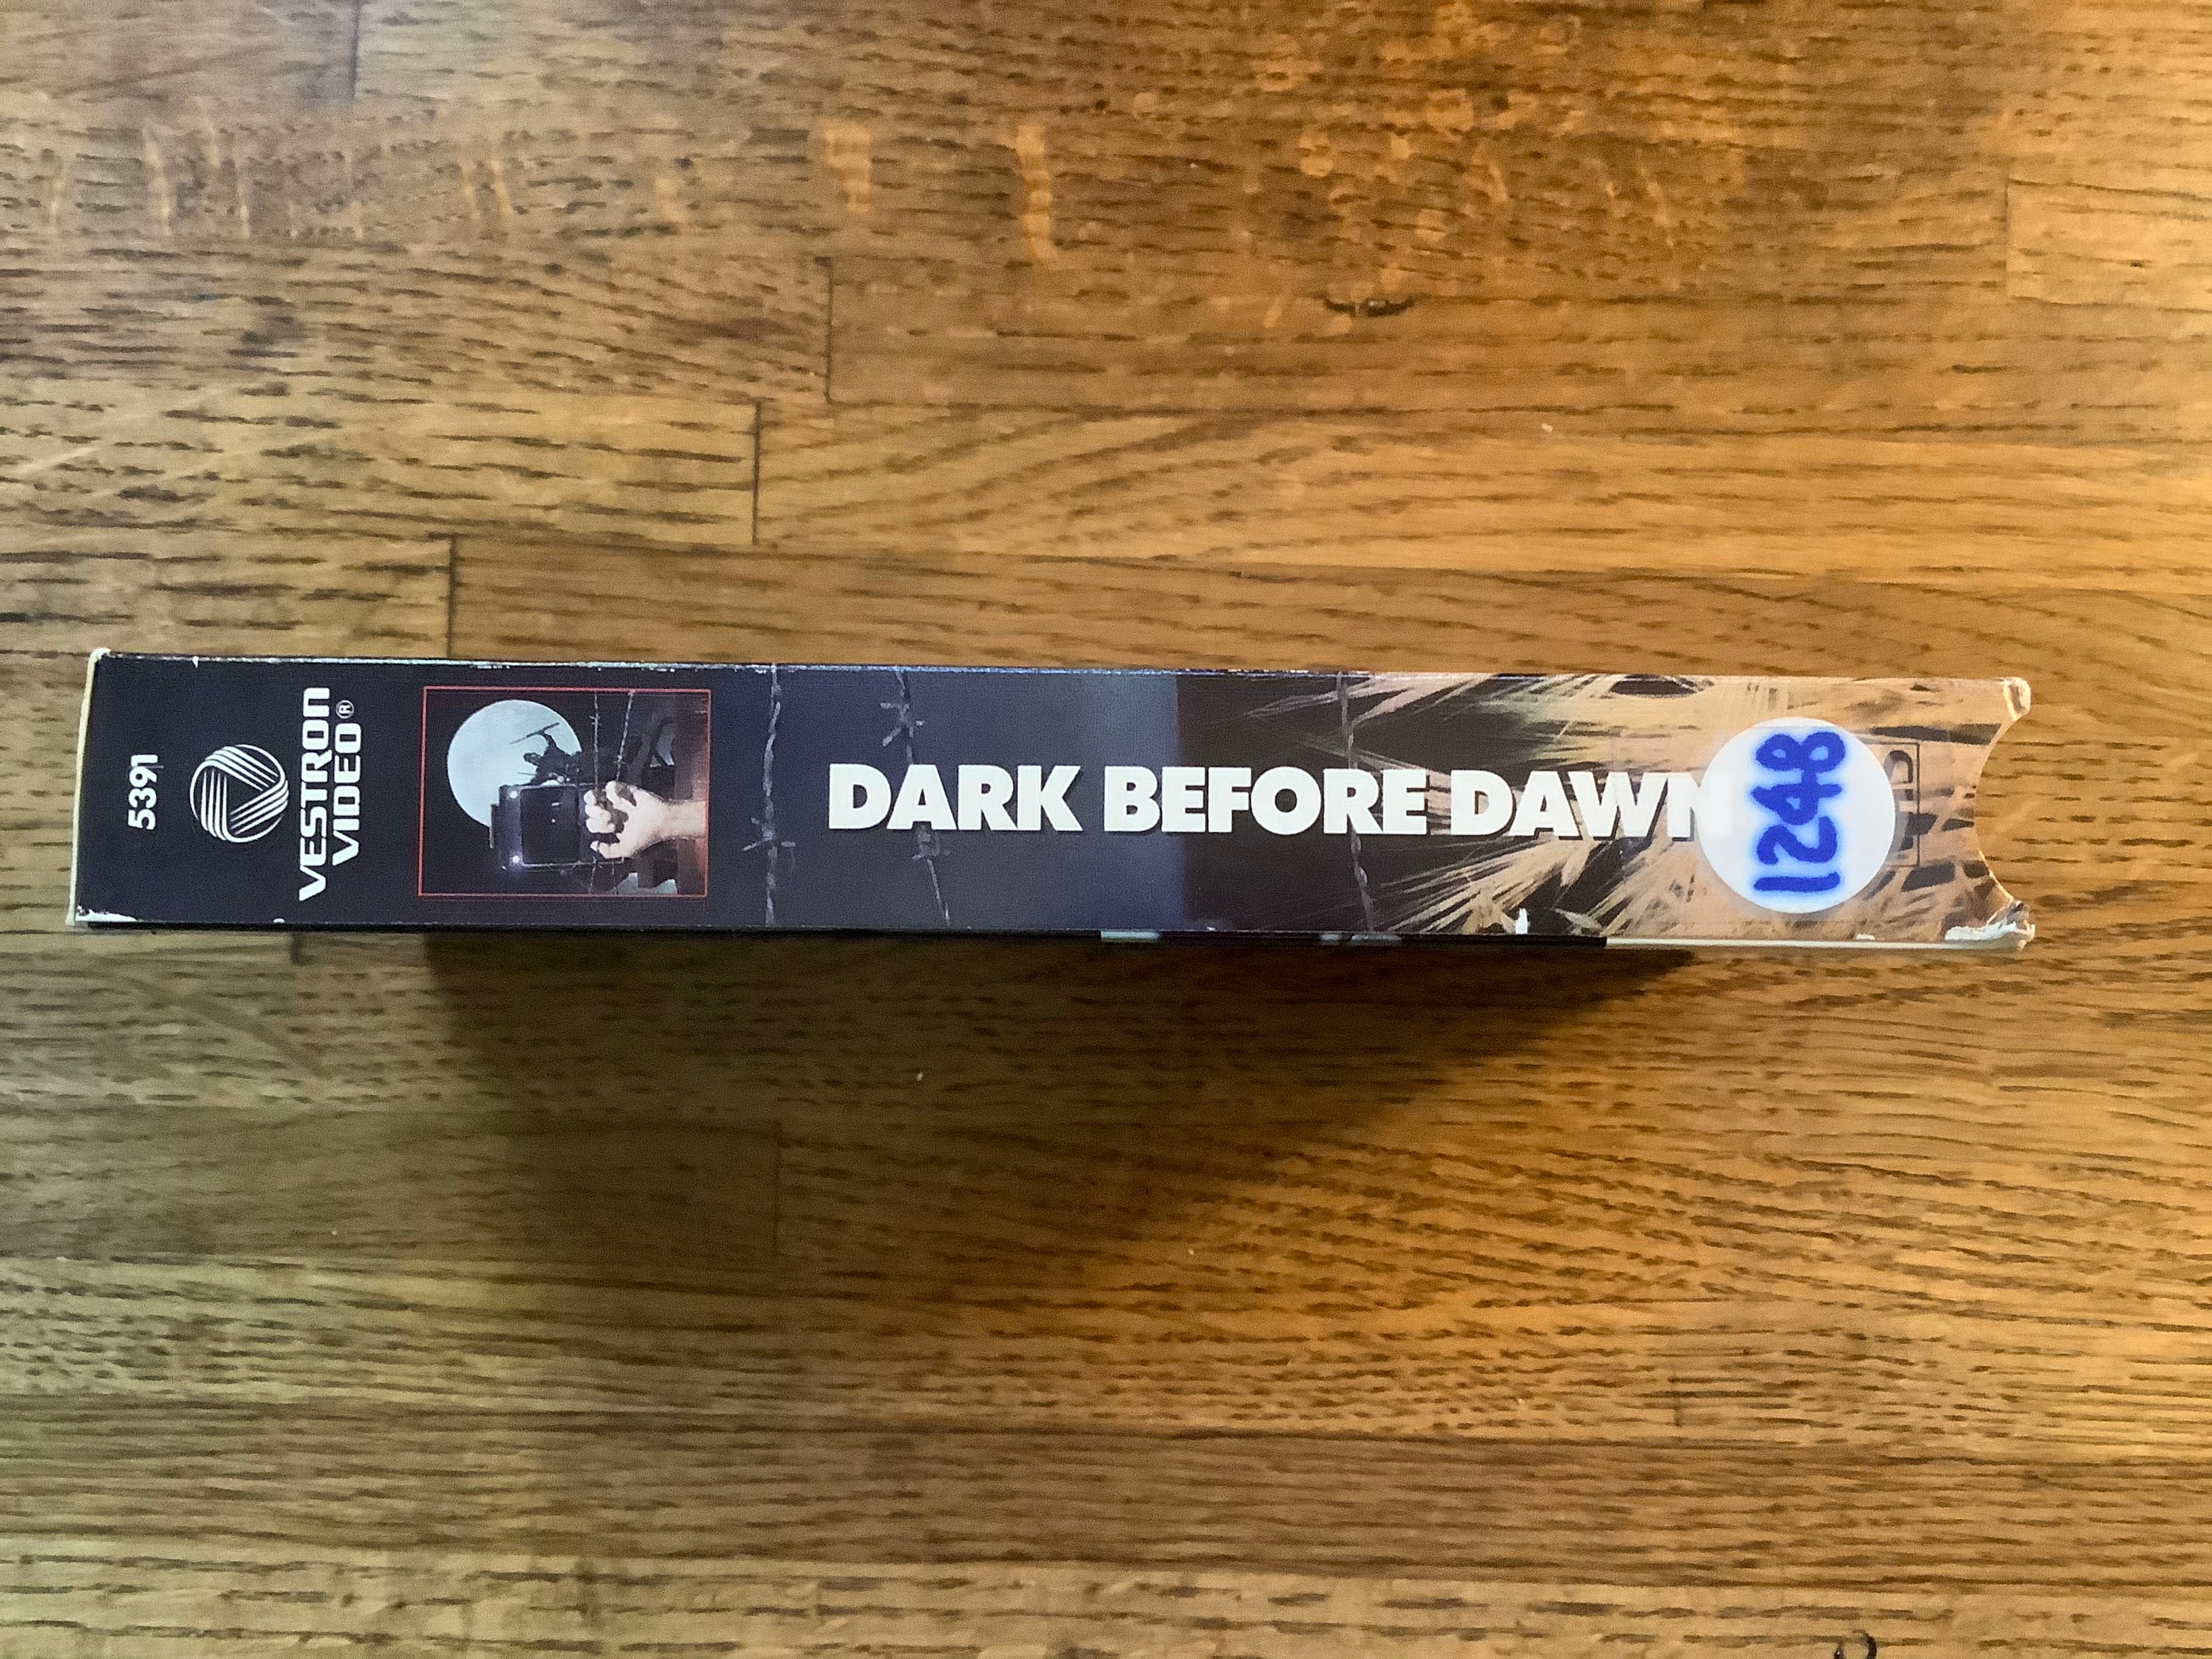 5391
VESTRON
VIDEO®
DARK BEFORE DAWN
1248